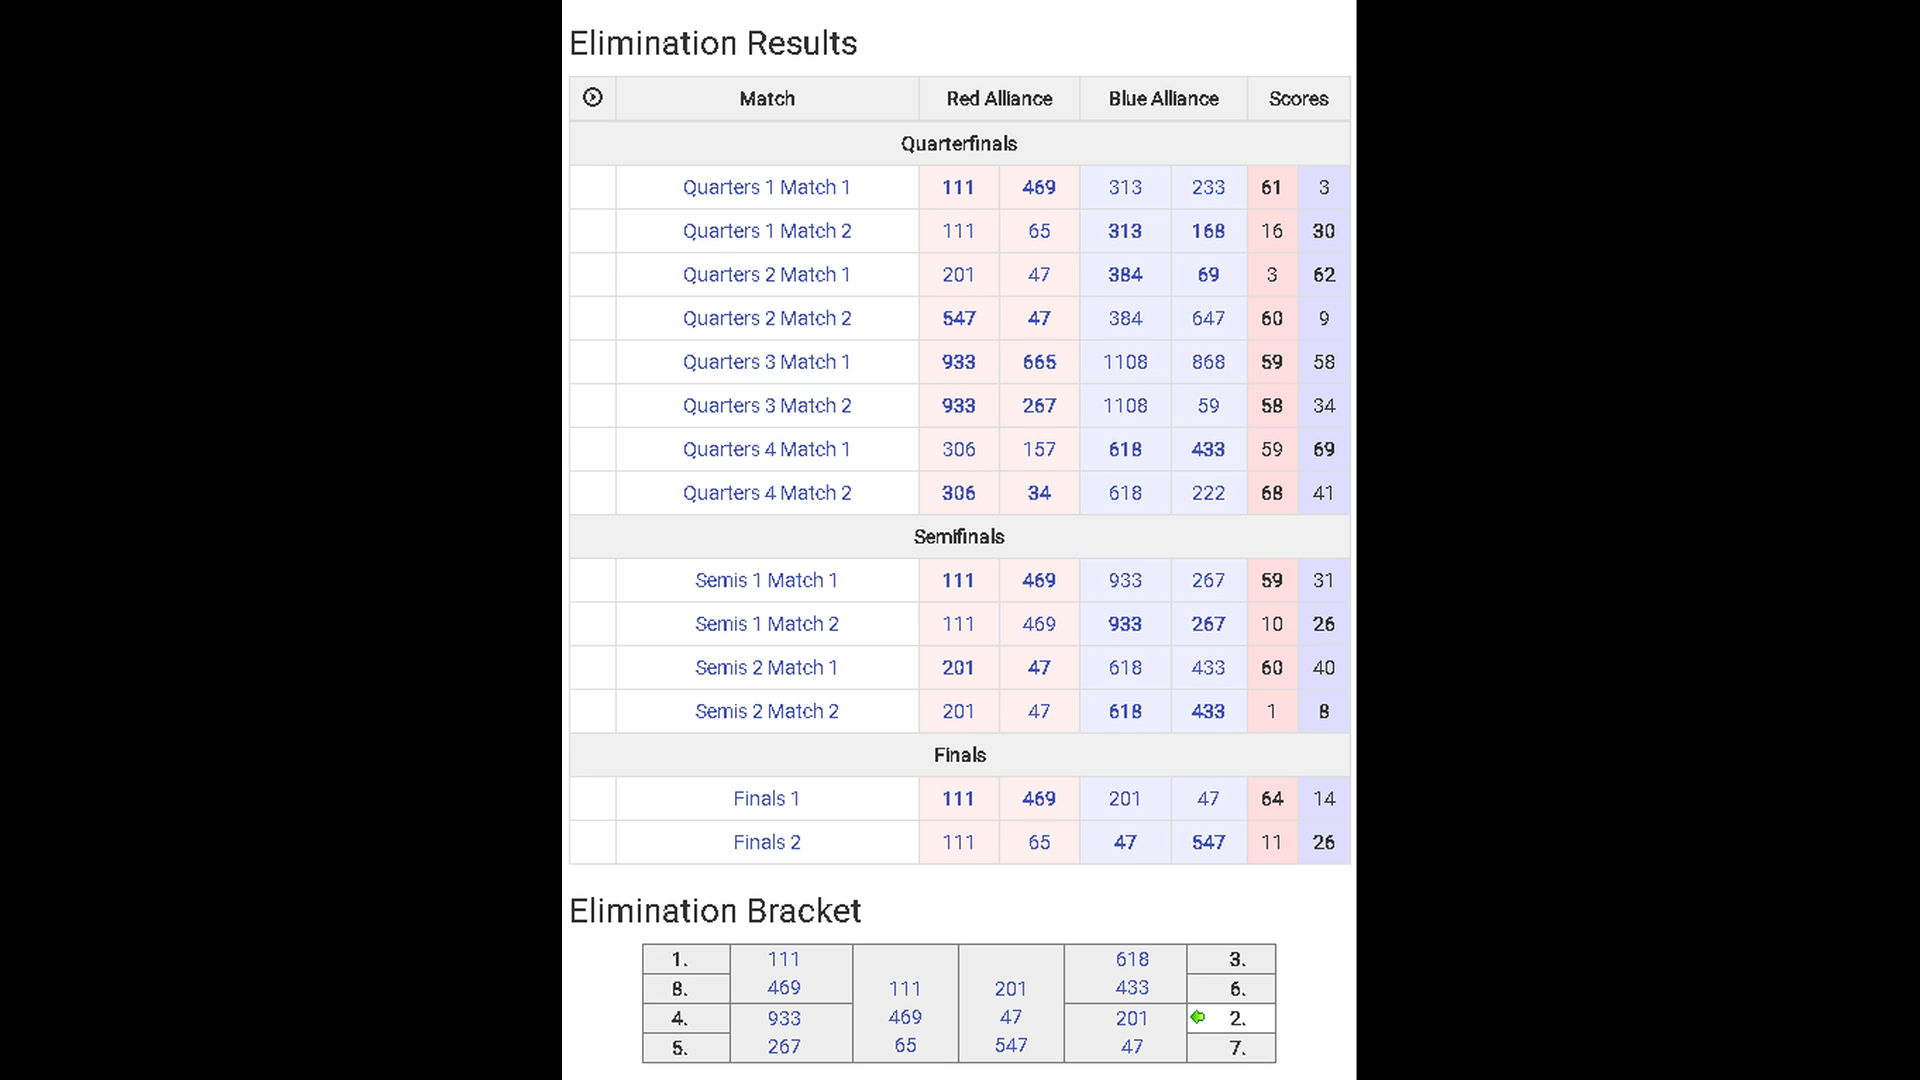 Elimination Results
Match Red Alliance Blue Alliance Scores
Quarterfinals
Quarters 1 Match 1 111 469 313 233 61 3
Quarters 1 Match 2 111 65 313 168 16 30
Quarters 2 Match 1 201 47 384 69 3 62
Quarters 2 Match 2 547 47 384 647 60 9
Quarters 3 Match 1 933 665 1108 868 59 58
Quarters 3 Match 2 933 267 1108 59 58 34
Quarters 4 Match 1 306 157 618 433 59 69
Quarters 4 Match 2 306 34 618 222 68 41
Semifinals
Semis 1 Match 1 111 469 933 267 59 31
Semis 1 Match 2 111 469 933 267 10 26
Semis 2 Match 1 201 47 618 433 60 40
Semis 2 Match 2 201 47 618 433 1 8
Finals
Finals 1 111 469 201 47 64 14
Finals 2 111 65 47 547 11 26
Elimination Bracket
1. 111 618 3.
8. 469 111 201 433 6.
4. 933 469 47 201 2.
5. 267 65 547 47 7.